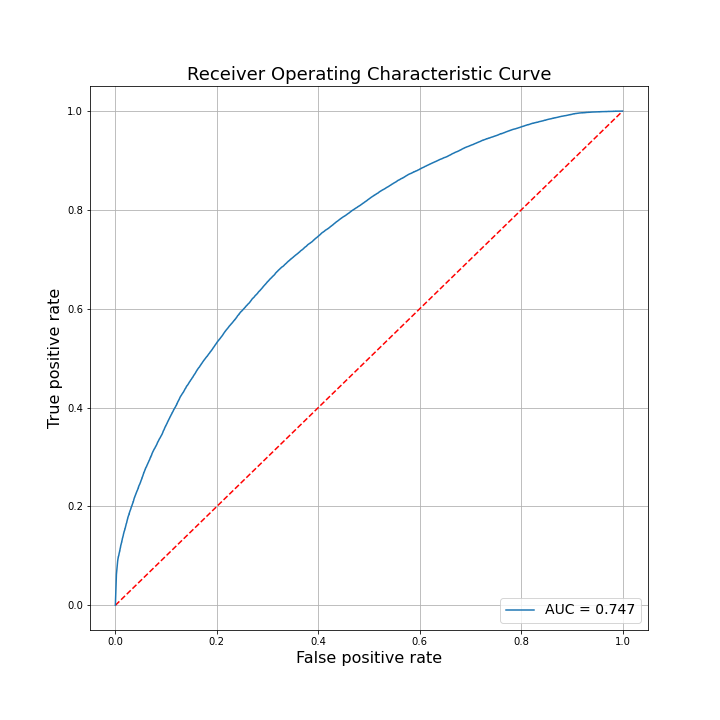 Receiver Operating Characteristic Curve
True positive rate
1.0
0.8
0.6
0.4
0.2
0.0
AUC = 0.747
0.0 0.2 0.4 0.6 0.8 1.0
False positive rate